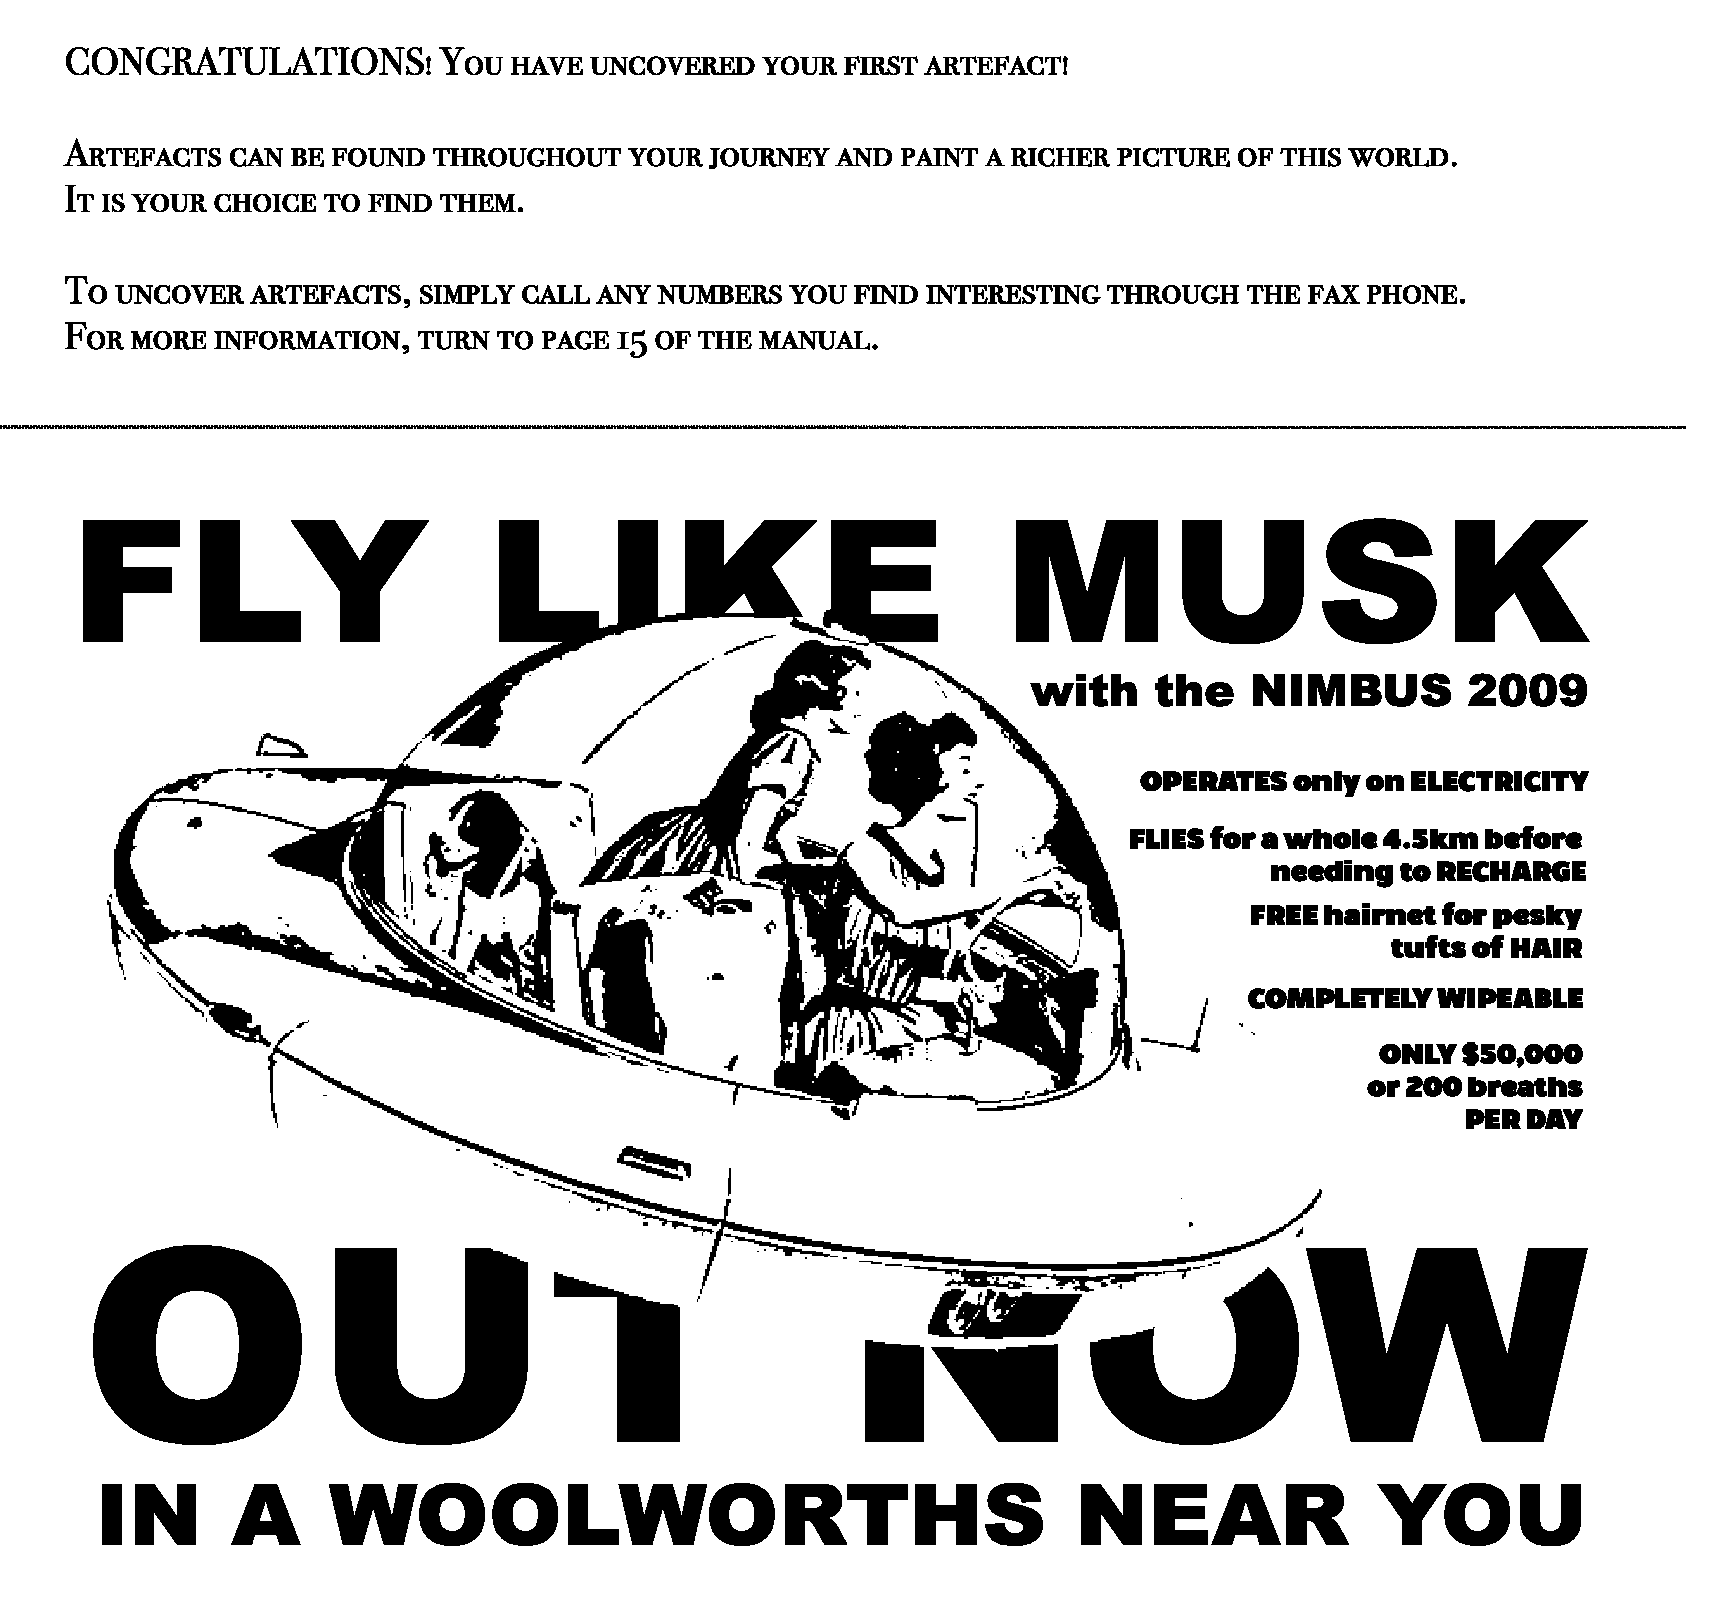 CONGRATULATIONS! YOU HAVE UNCOVERED YOUR FIRST ARTEFACT!
ARTEFACTS CAN BE FOUND THROUGHOUT YOUR JOURNEY AND PAINT A RICHER PICTURE OF THIS WORLD.
IT IS YOUR CHOICE TO FIND THEM.
TO UNCOVER ARTEFACTS, SIMPLY CALL ANY NUMBERS YOU FIND INTERESTING THROUGH THE FAX PHONE.
FOR MORE INFORMATION, TURN TO PAGE 15 OF THE MANUAL.
FLY LIKE MUSK
with the NIMBUS 2009
OPERATES only on ELECTRICITY
FLIES for a whole 4.5km before
needing to RECHARGE
FREE hairnet for pesky
tufts of HAIR
COMPLETELY WIPEABLE
ONLY $50,000
or 200 breaths
PER DAY
OUT NOW
IN A WOOLWORTHS NEAR YOU